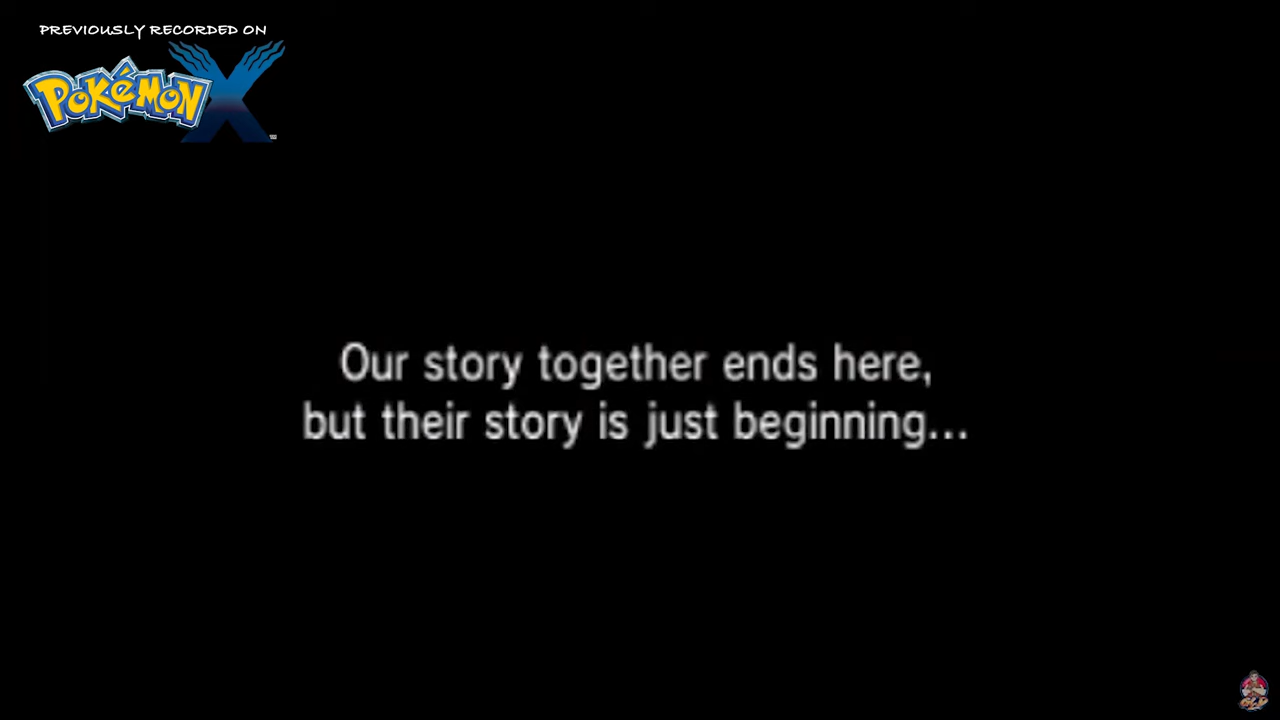 PREVIOUSLY RECORDED ON
POKéMON X
Our story together ends here,
but their story is just beginning...